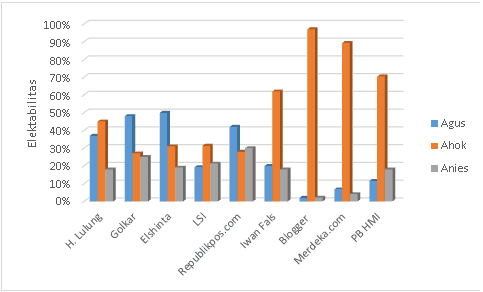 Elektabilitas
100%
90%
80%
70%
60%
50%
40%
30%
20%
10%
0%
H. Lulung
Golkar
Elshinta
LSI
Republikpos.com
Iwan Fals
Blogger
Merdeka.com
PB HMI
Agus
Ahok
Anies